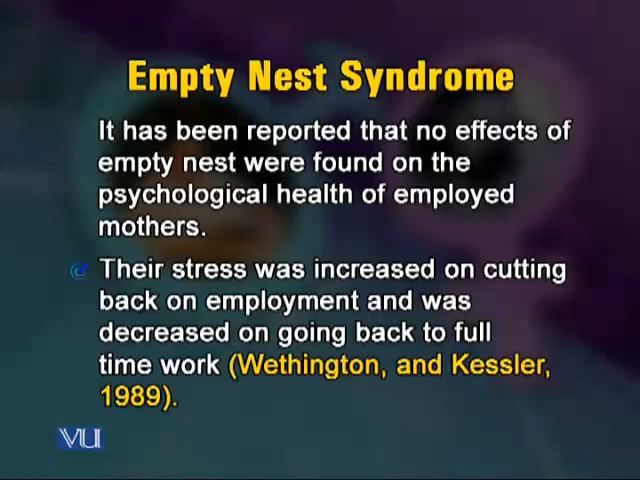 Empty Nest Syndrome
It has been reported that no effects of
empty nest were found on the
psychological health of employed
mothers.
Their stress was increased on cutting
back on employment and was
decreased on going back to full
time work (Wethington, and Kessler,
1989).
VU